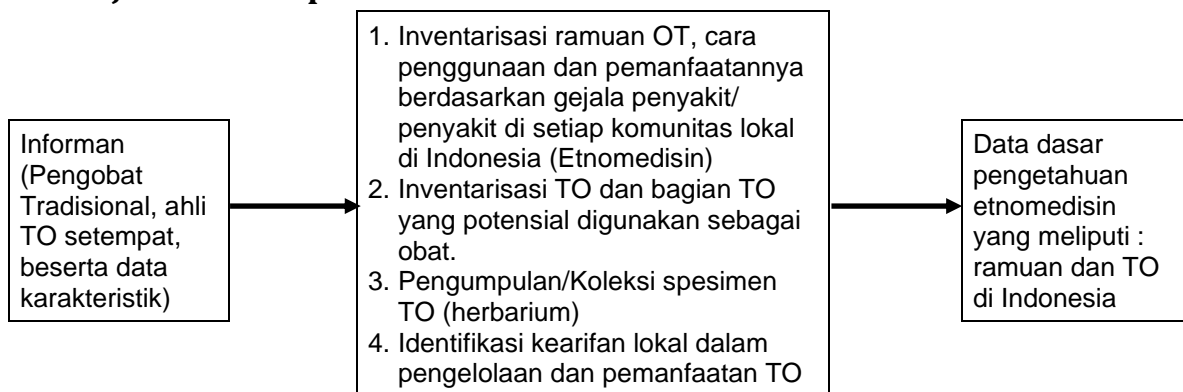 Informan
(Pengobat
Tradisional, ahli
TO setempat,
beserta data
karakteristik)
1. Inventarisasi ramuan OT, cara
penggunaan dan pemanfaatannya
berdasarkan gejala penyakit/
penyakit di setiap komunitas lokal
di Indonesia (Etnomedisin)
2. Inventarisasi TO dan bagian TO
yang potensial digunakan sebagai
obat.
3. Pengumpulan/Koleksi spesimen
TO (herbarium)
4. Identifikasi kearifan lokal dalam
pengelolaan dan pemanfaatan TO
Data dasar
pengetahuan
etnomedisin
yang meliputi :
ramuan dan TO
di Indonesia